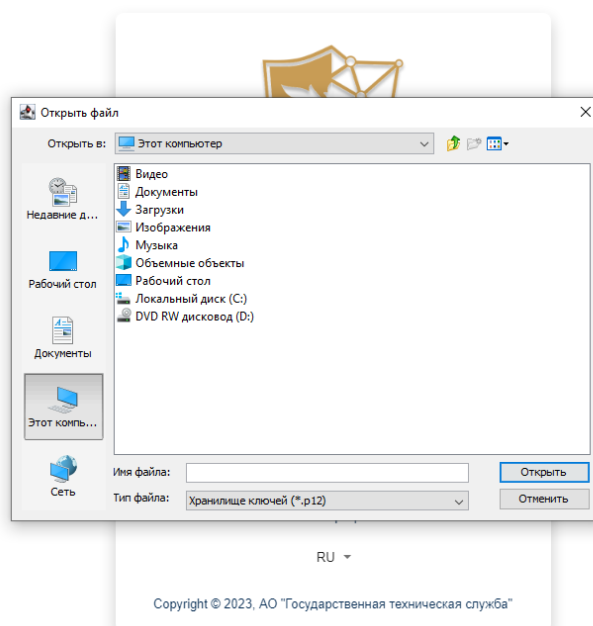 Открыть файл
Открыть в: Этот компьютер
Недавние д...
Рабочий стол
Документы
Этот компь...
Сеть
Видео
Документы
Загрузки
Изображения
Музыка
Объемные объекты
Рабочий стол
Локальный диск (C:)
DVD RW дисковод (D:)
Имя файла:
Открыть
Тип файла: Хранилище ключей (*.p12)
Отменить
RU
Copyright © 2023, АО "Государственная техническая служба"